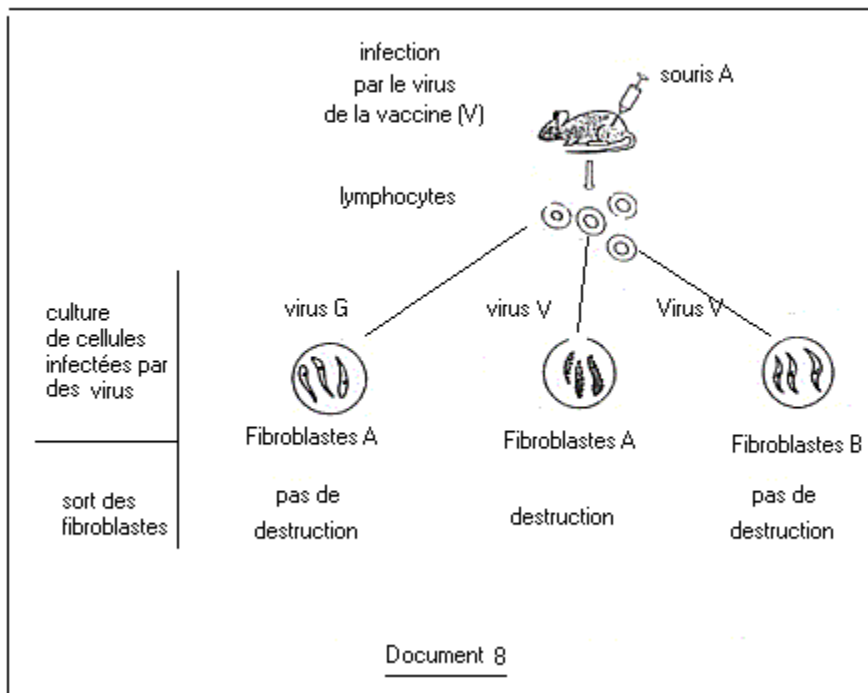 infection
par le virus
de la vaccine (V)
souris A
lymphocytes
culture
de cellules
infectées par
des virus
virus G
virus V
Virus V
Fibroblastes A
Fibroblastes A
Fibroblastes B
sort des
fibroblastes
pas de
destruction
destruction
pas de
destruction
Document 8